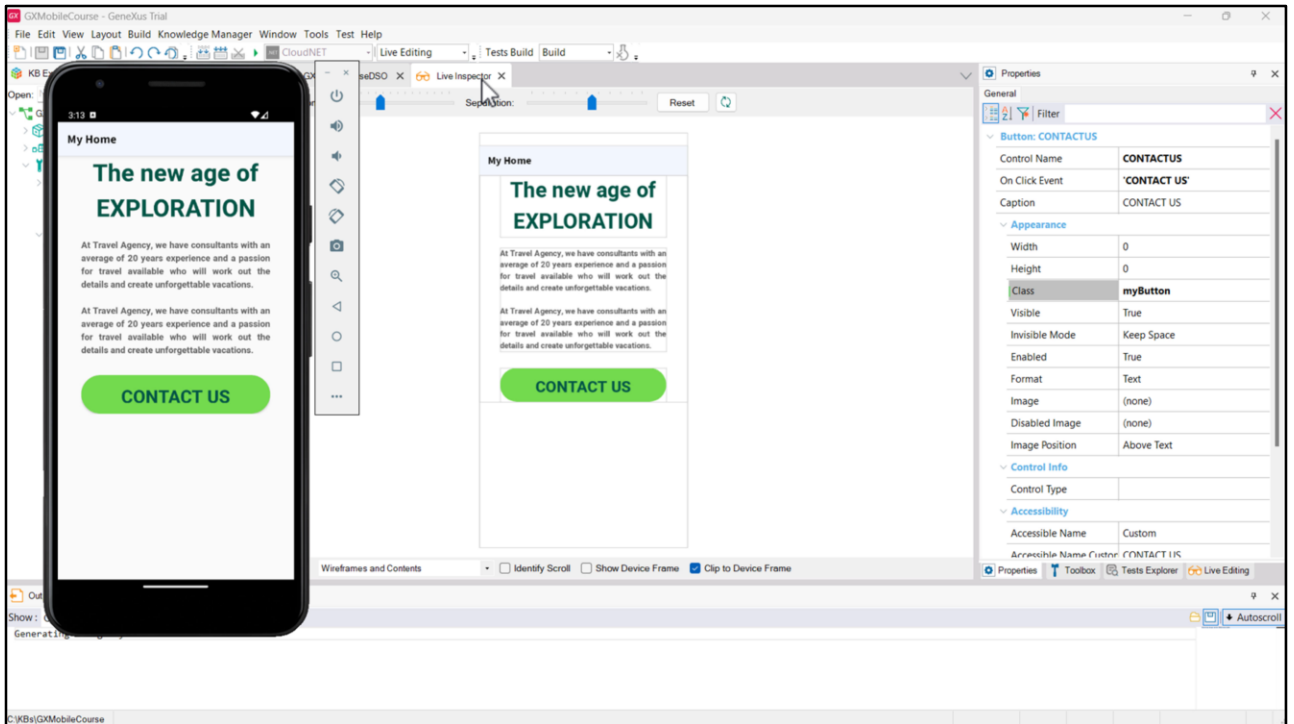 GX GXMobileCourse - GeneXus Trial
File Edit View Layout Build Knowledge Manager Window Tools Test Help
CloudNET Live Editing Tests Build Build
KB E
seDSO Live Inspector
Open:
Separation: Reset
3:13
My Home
The new age of
EXPLORATION
At Travel Agency, we have consultants with an
average of 20 years experience and a passion
for travel available who will work out the
details and create unforgettable vacations.
At Travel Agency, we have consultants with an
average of 20 years experience and a passion
for travel available who will work out the
details and create unforgettable vacations.
CONTACT US
My Home
The new age of
EXPLORATION
At Travel Agency, we have consultants with an
average of 20 years experience and a passion
for travel available who will work out the
details and create unforgettable vacations.
At Travel Agency, we have consultants with an
average of 20 years experience and a passion
for travel available who will work out the
details and create unforgettable vacations.
CONTACT US
Wireframes and Contents Identify Scroll Show Device Frame Clip to Device Frame
Properties
General
Filter
Button: CONTACTUS
Control Name CONTACTUS
On Click Event 'CONTACT US'
Caption CONTACT US
Appearance
Width 0
Height 0
Class myButton
Visible True
Invisible Mode Keep Space
Enabled True
Format Text
Image (none)
Disabled Image (none)
Image Position Above Text
Control Info
Control Type
Accessibility
Accessible Name Custom
Accessible Name Custor CONTACT US
Properties Toolbox Tests Explorer Live Editing
Out
Show:
Autoscroll
Generating
C:\KBs\GXMobileCourse